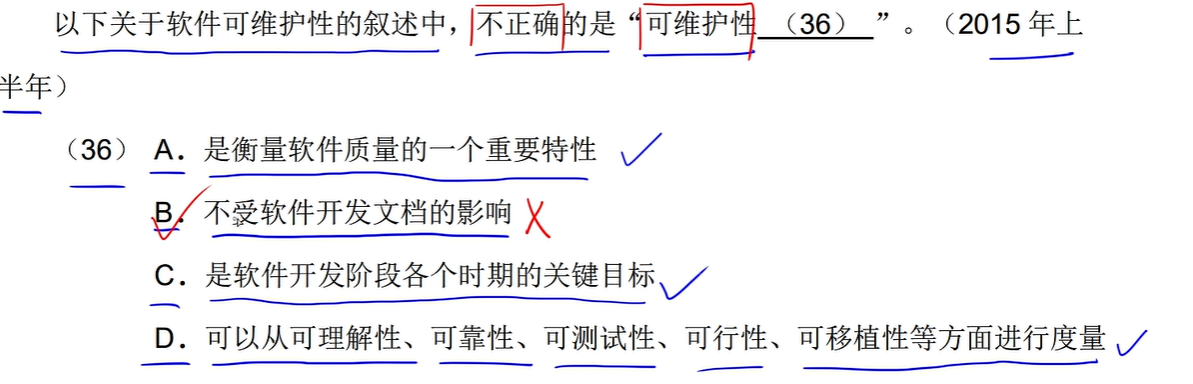 以下关于软件可维护性的叙述中，不正确的是“可维护性（36）”。（2015年上
半年）
（36） A．是衡量软件质量的一个重要特性
B．不受软件开发文档的影响
C．是软件开发阶段各个时期的关键目标
D．可以从可理解性、可靠性、可测试性、可行性、可移植性等方面进行度量